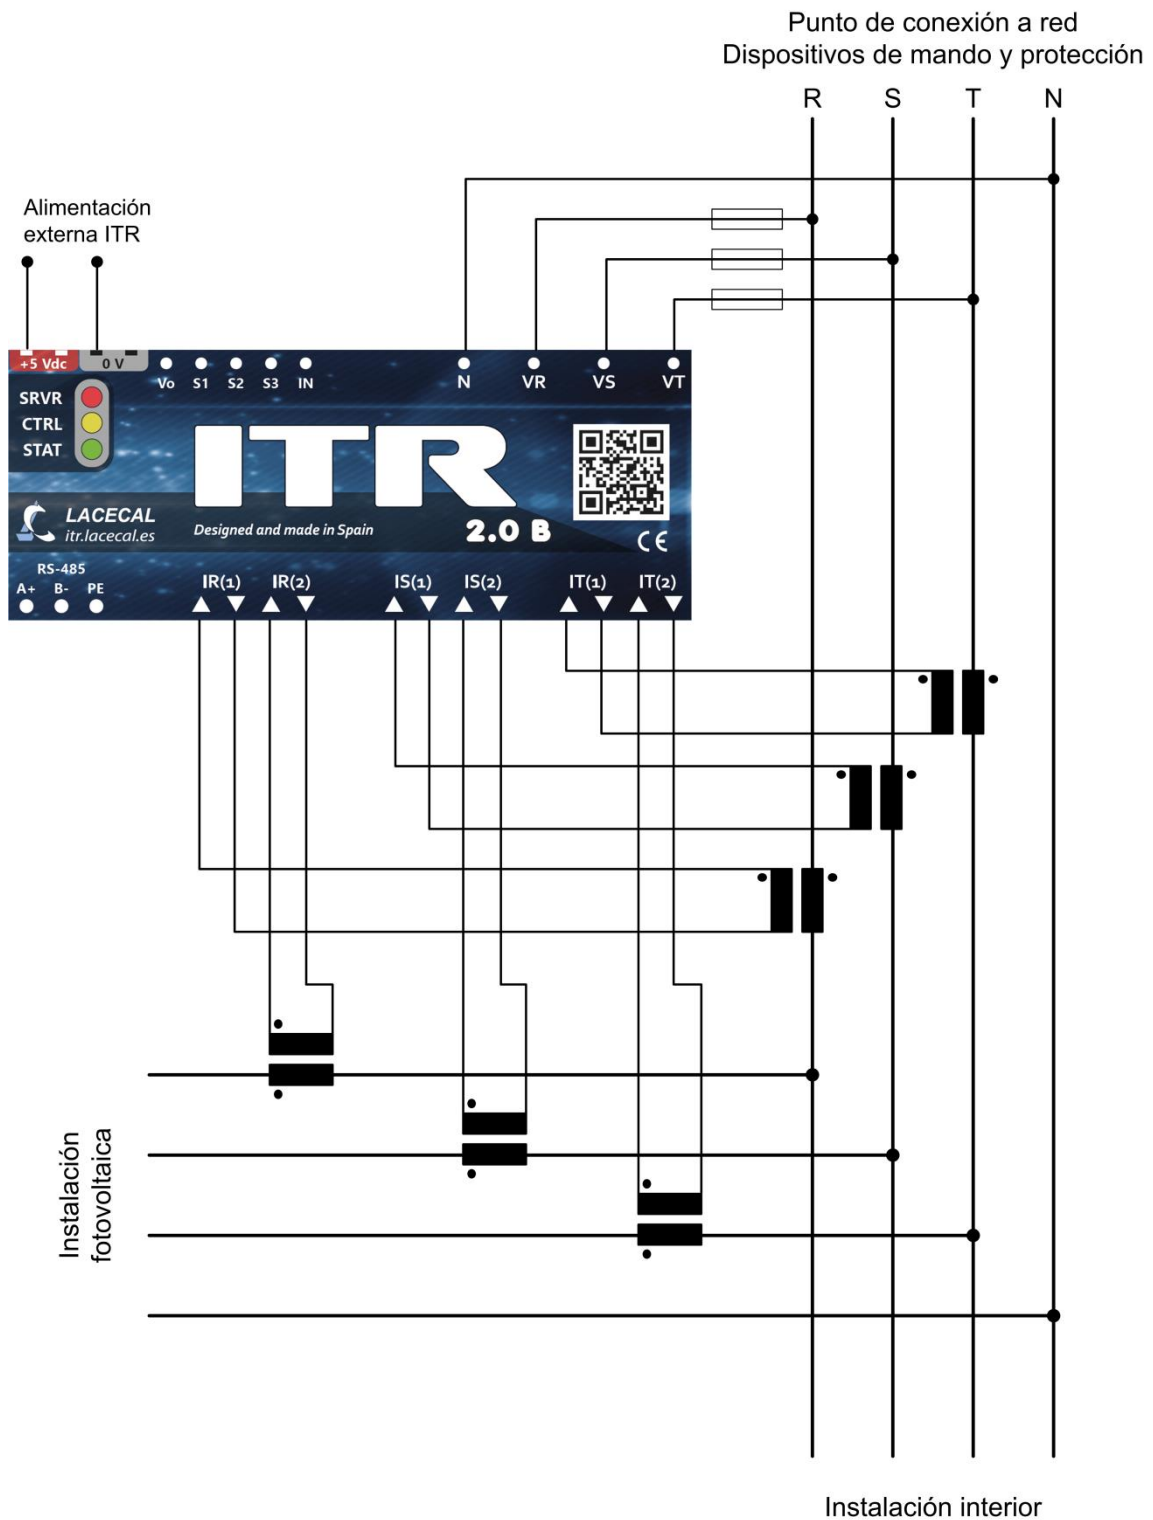 Punto de conexión a red
Dispositivos de mando y protección
R S T N
Alimentación
externa ITR
+5 Vdc 0 V Vo S1 S2 S3 IN N VR VS VT
SRVR
CTRL
STAT
ITR
LACECAL
itr.lacecal.es
Designed and made in Spain
2.0 B
CE
RS-485
A+ B- PE
IR(1) IR(2) IS(1) IS(2) IT(1) IT(2)
Instalación
fotovoltaica
Instalación interior